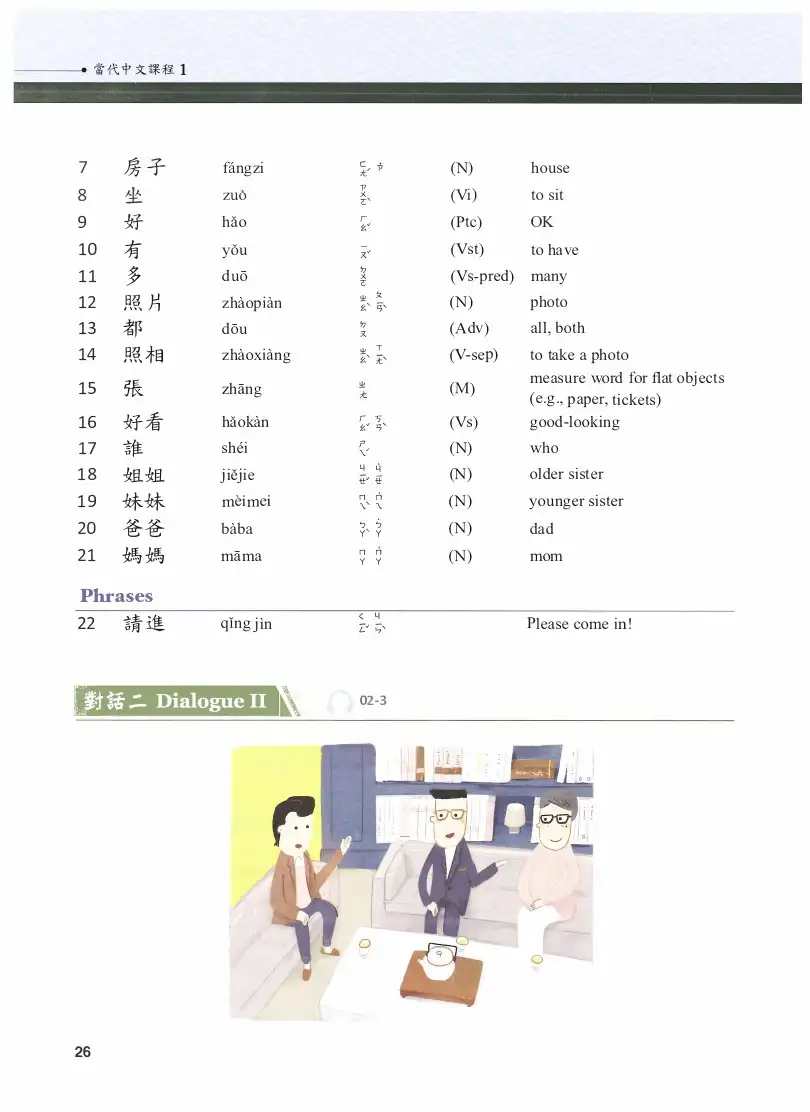 當代中文課程 1
7 房子 fángzi ㄈㄤˊ ㄗ˙ (N) house
8 坐 zuò ㄗㄨㄛˋ (Vi) to sit
9 好 hǎo ㄏㄠˇ (Ptc) OK
10 有 yǒu ㄧㄡˇ (Vst) to have
11 多 duō ㄉㄨㄛ (Vs-pred) many
12 照片 zhàopiàn ㄓㄠˋ ㄆㄧㄢˋ (N) photo
13 都 dōu ㄉㄡ (Adv) all, both
14 照相 zhàoxiàng ㄓㄠˋ ㄒㄧㄤˋ (V-sep) to take a photo
15 張 zhāng ㄓㄤ (M) measure word for flat objects
(e.g., paper, tickets)
16 好看 hǎokàn ㄏㄠˇ ㄎㄢˋ (Vs) good-looking
17 誰 shéi ㄕㄟˊ (N) who
18 姐姐 jiějie ㄐㄧㄝˇ ㄐㄧㄝ˙ (N) older sister
19 妹妹 mèimei ㄇㄟˋ ㄇㄟ˙ (N) younger sister
20 爸爸 bàba ㄅㄚˋ ㄅㄚ˙ (N) dad
21 媽媽 māma ㄇㄚ ㄇㄚ˙ (N) mom
Phrases
22 請進 qǐng jìn ㄑㄧㄥˇ ㄐㄧㄣˋ Please come in!
對話二 Dialogue II 02-3
26